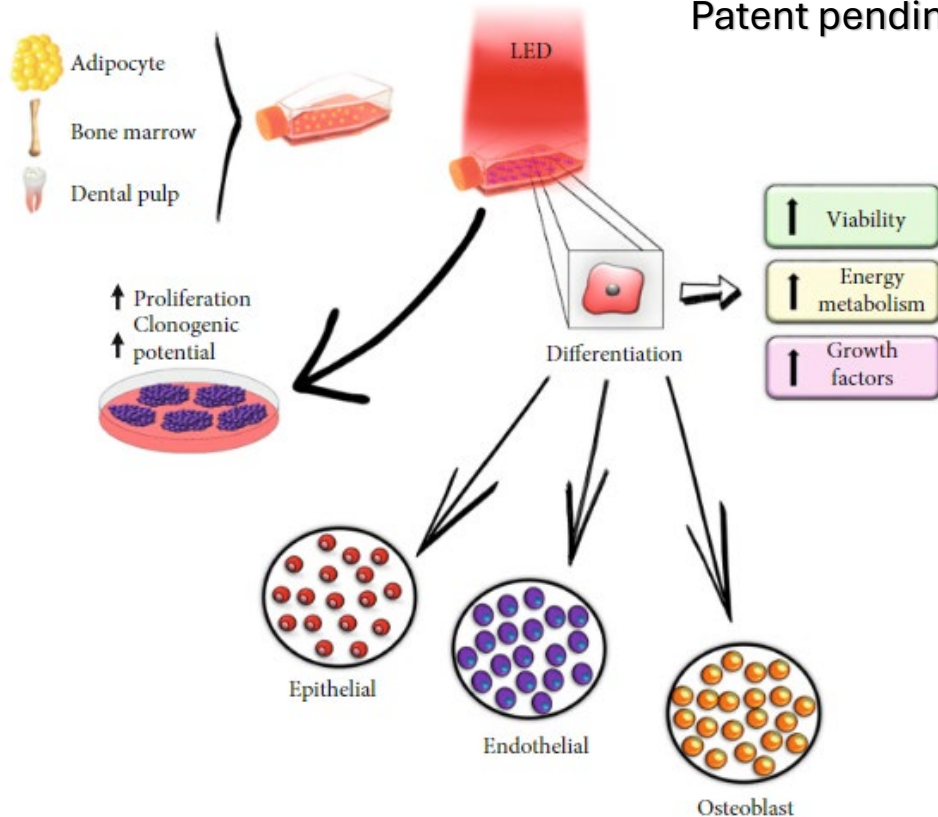 Patent pendin
LED
Adipocyte
Bone marrow
Dental pulp
Viability
Energy
metabolism
Growth
factors
Proliferation
Clonogenic
potential
Differentiation
Epithelial
Endothelial
Osteoblast